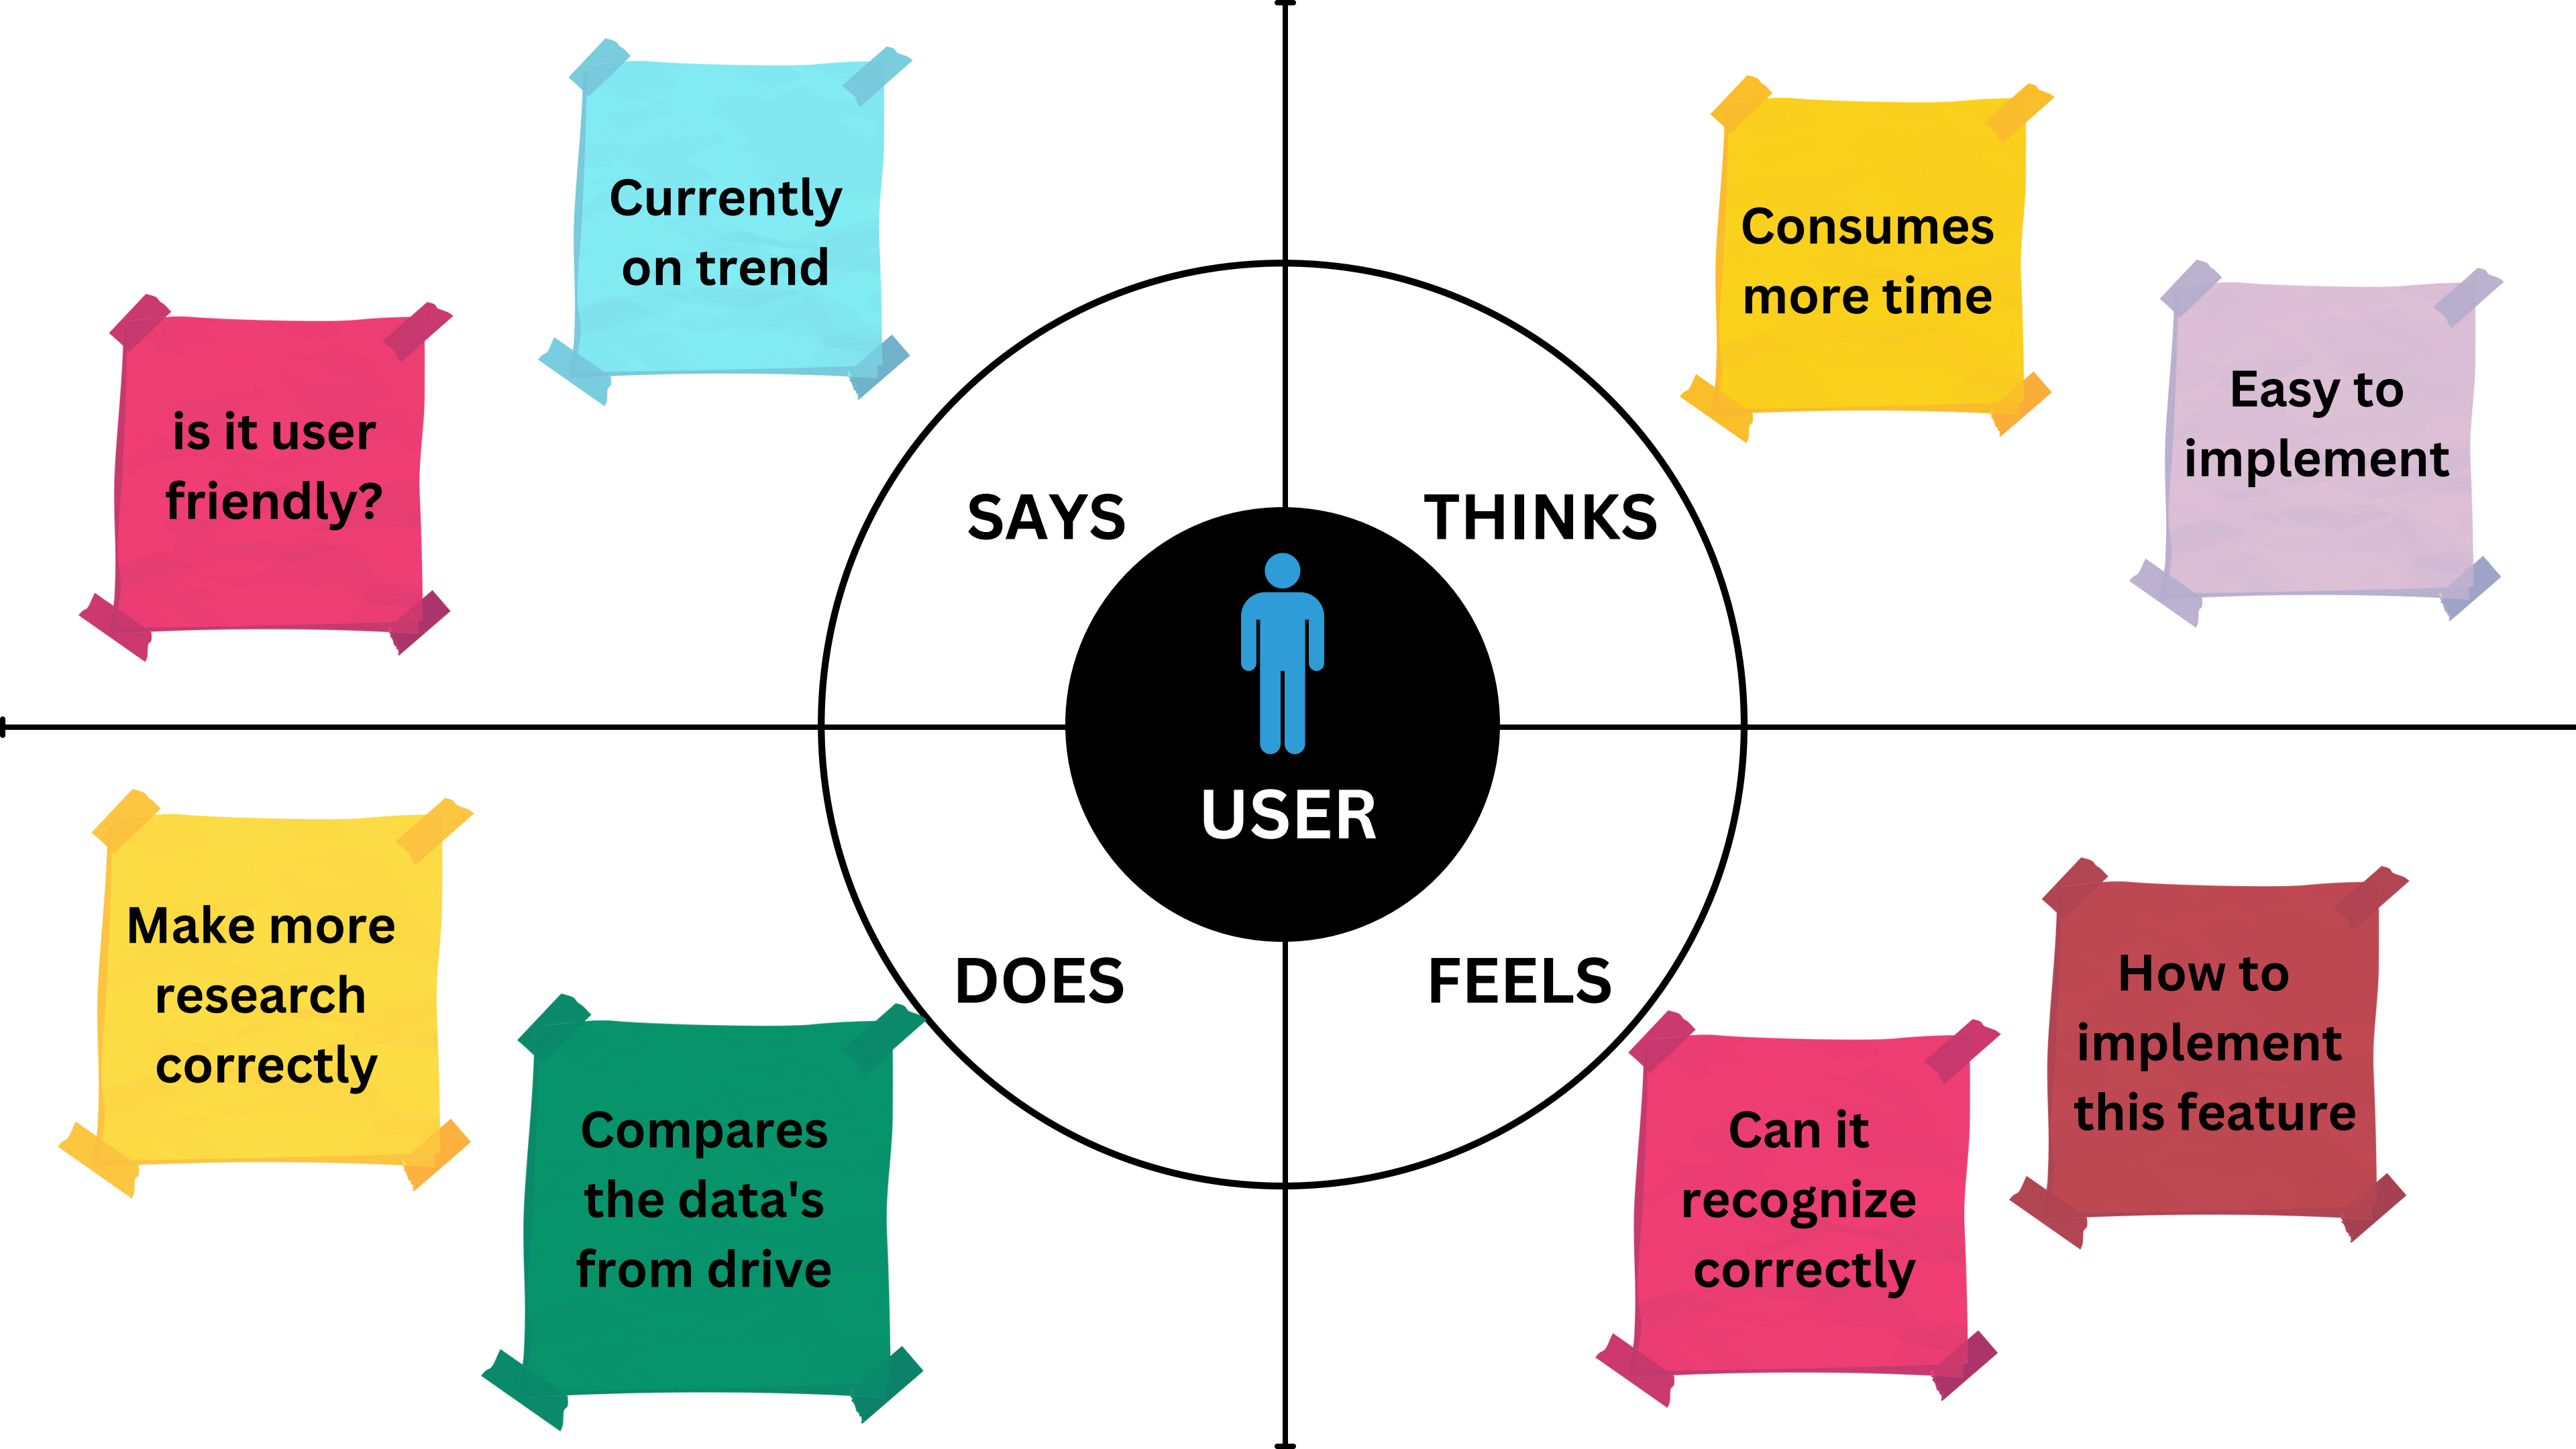 Currently
on trend
is it user
friendly?
Consumes
more time
Easy to
implement
SAYS
THINKS
USER
DOES
FEELS
Make more
research
correctly
Compares
the data's
from drive
Can it
recognize
correctly
How to
implement
this feature